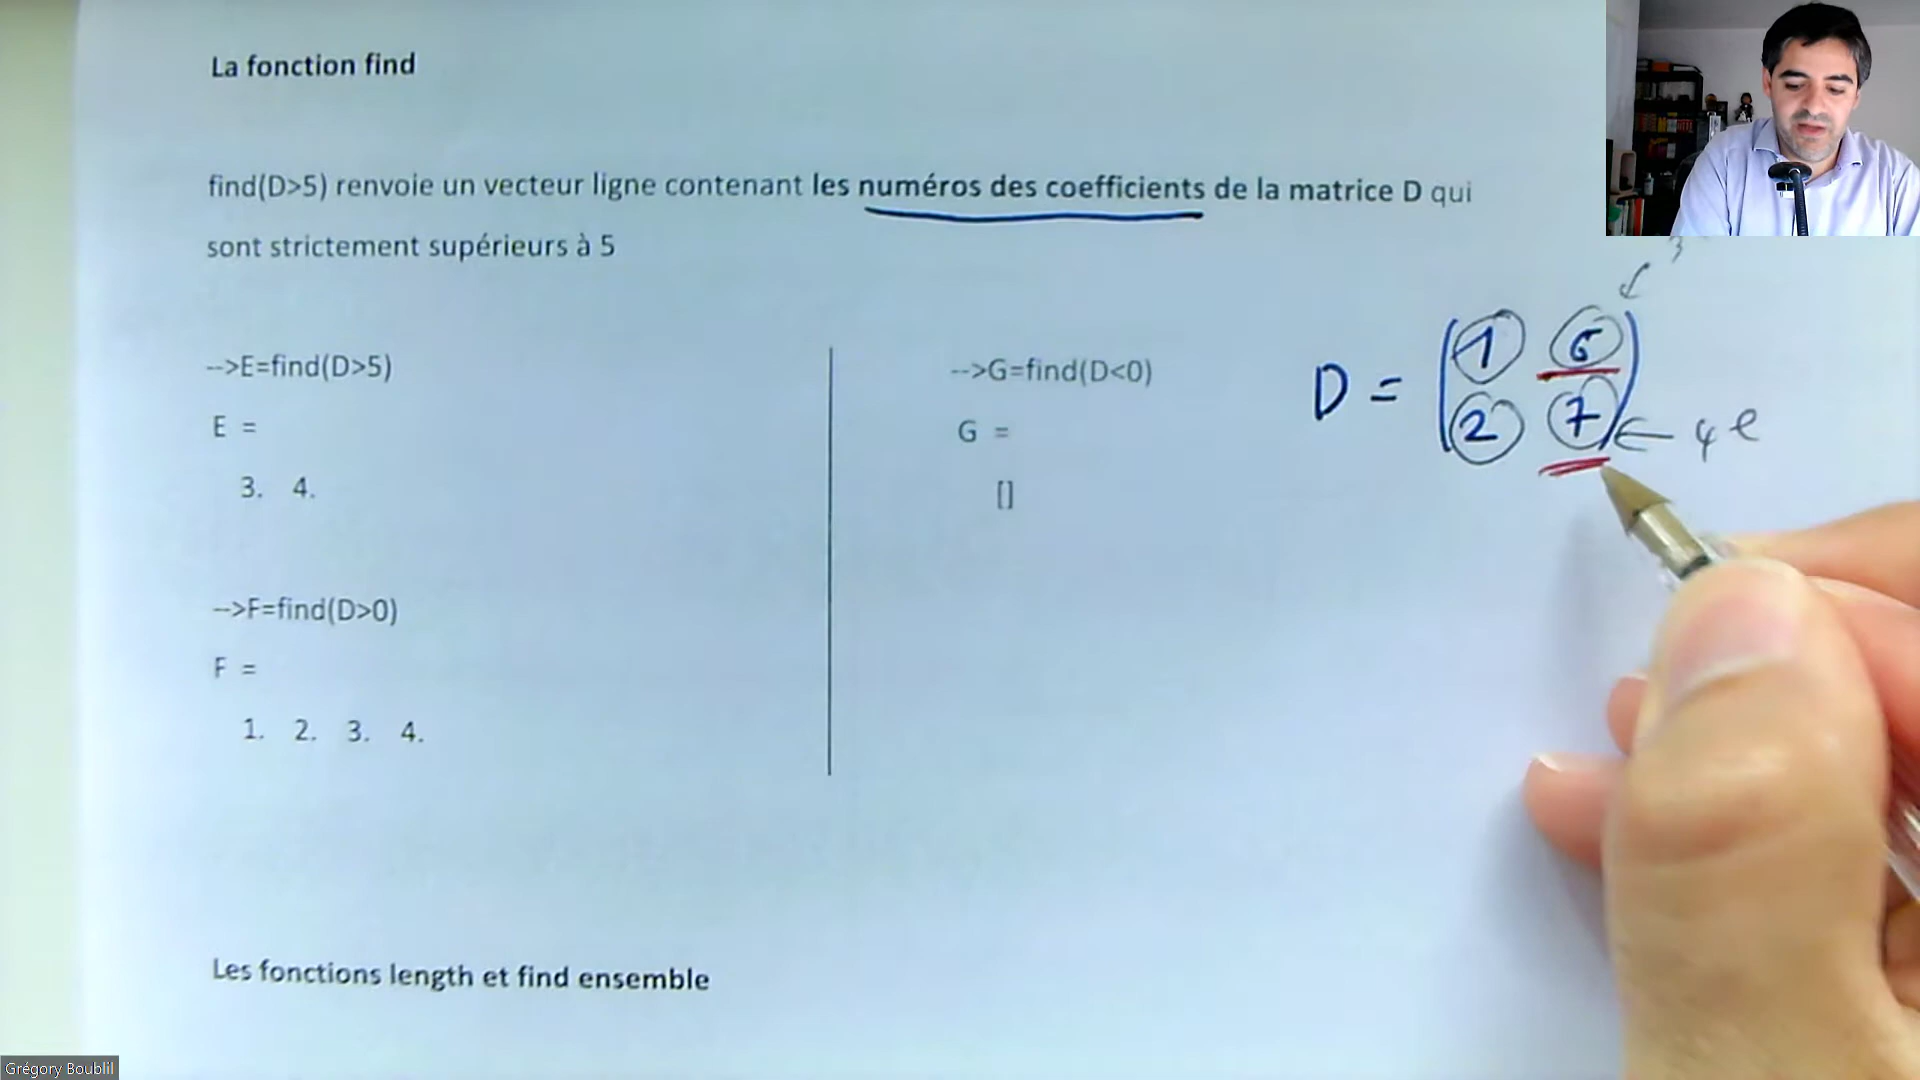 La fonction find
find(D>5) renvoie un vecteur ligne contenant les numéros des coefficients de la matrice D qui
sont strictement supérieurs à 5
-->E=find(D>5)
E =
3. 4.
-->F=find(D>0)
F =
1. 2. 3. 4.
-->G=find(D<0)
G =
[]
3
D = (1 6
2 7) ← 4e
Les fonctions length et find ensemble
Grégory Boublil